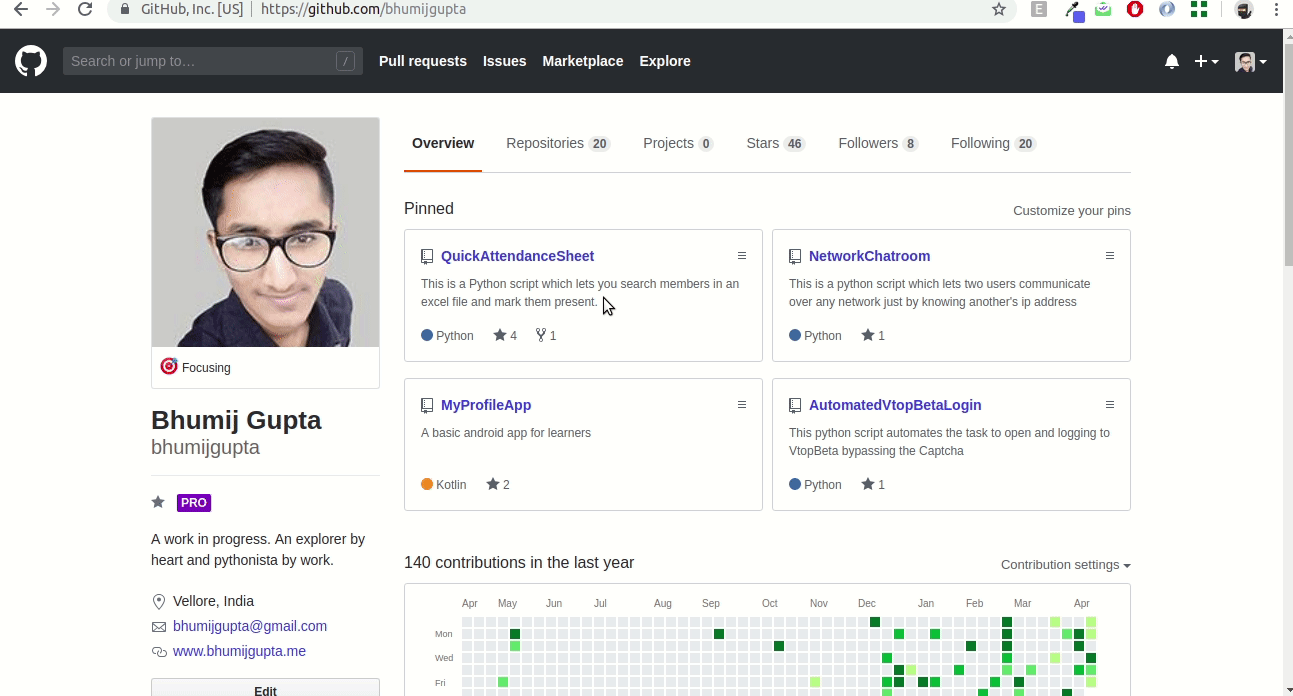 GitHub, Inc. [US] | https://github.com/bhumijgupta
E
Search or jump to…
/
Pull requests
Issues
Marketplace
Explore
Overview
Repositories 20
Projects 0
Stars 46
Followers 8
Following 20
Focusing
Bhumij Gupta
bhumijgupta
PRO
A work in progress. An explorer by
heart and pythonista by work.
Vellore, India
bhumijgupta@gmail.com
www.bhumijgupta.me
Edit
Pinned
Customize your pins
QuickAttendanceSheet
This is a Python script which lets you search members in an
excel file and mark them present.
Python 4 1
NetworkChatroom
This is a python script which lets two users communicate
over any network just by knowing another's ip address
Python 1
MyProfileApp
A basic android app for learners
Kotlin 2
AutomatedVtopBetaLogin
This python script automates the task to open and logging to
VtopBeta bypassing the Captcha
Python 1
140 contributions in the last year
Contribution settings
Apr May Jun Jul Aug Sep Oct Nov Dec Jan Feb Mar Apr
Mon
Wed
Fri